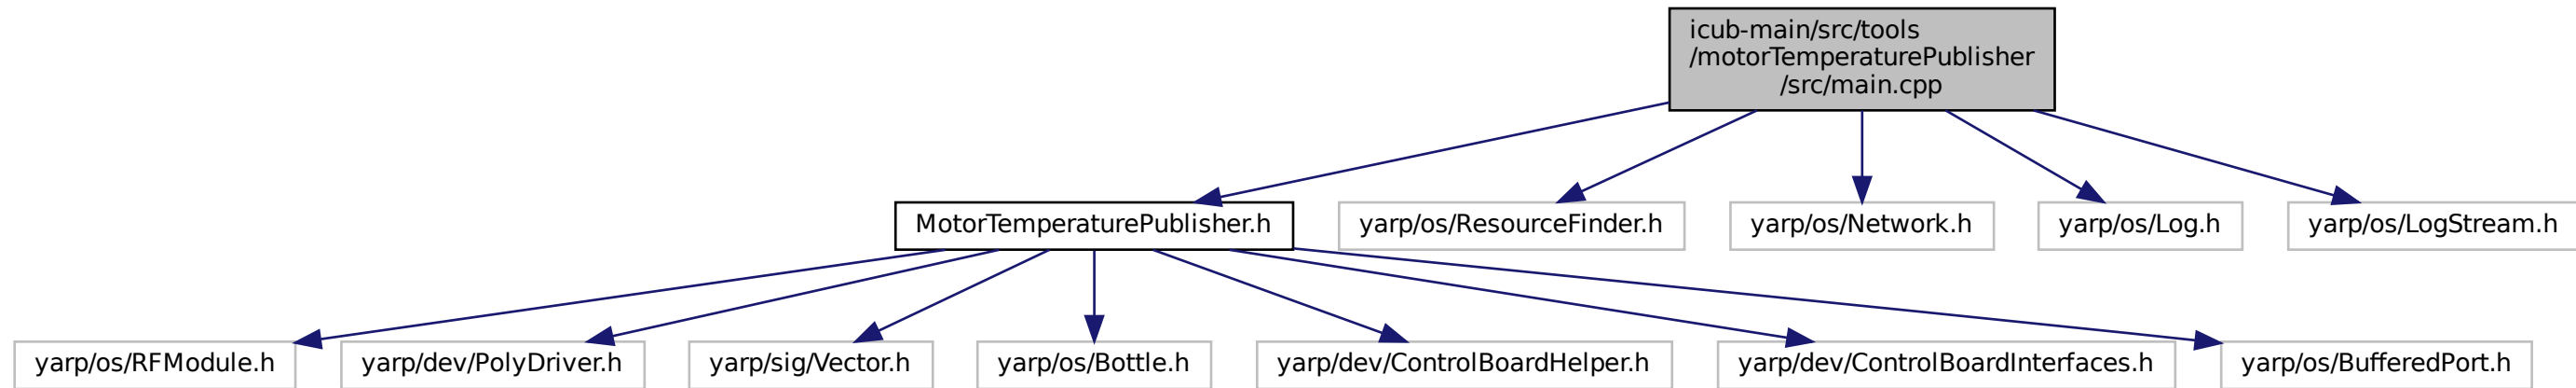 icub-main/src/tools
/motorTemperaturePublisher
/src/main.cpp
MotorTemperaturePublisher.h
yarp/os/ResourceFinder.h
yarp/os/Network.h
yarp/os/Log.h
yarp/os/LogStream.h
yarp/os/RFModule.h
yarp/dev/PolyDriver.h
yarp/sig/Vector.h
yarp/os/Bottle.h
yarp/dev/ControlBoardHelper.h
yarp/dev/ControlBoardInterfaces.h
yarp/os/BufferedPort.h